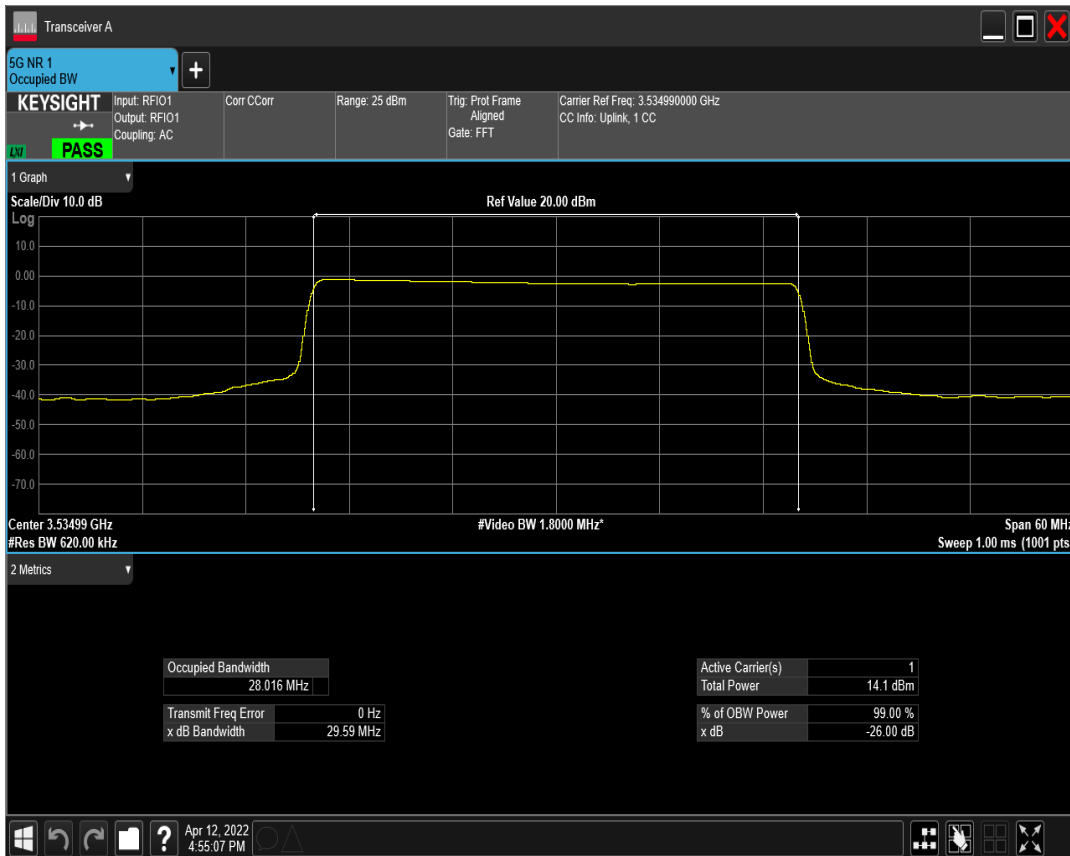 Transceiver A
5G NR 1
Occupied BW
KEYSIGHT
LXI
PASS
Input: RFIO1
Output: RFIO1
Coupling: AC
Corr CCorr
Range: 25 dBm
Trig: Prot Frame
Aligned
Gate: FFT
Carrier Ref Freq: 3.534990000 GHz
CC Info: Uplink, 1 CC
1 Graph
Scale/Div 10.0 dB
Ref Value 20.00 dBm
Log
10.0
0.00
-10.0
-20.0
-30.0
-40.0
-50.0
-60.0
-70.0
Center 3.53499 GHz
#Video BW 1.8000 MHz*
Span 60 MHz
#Res BW 620.00 kHz
Sweep 1.00 ms (1001 pts
2 Metrics
Occupied Bandwidth
28.016 MHz
Transmit Freq Error 0 Hz
x dB Bandwidth 29.59 MHz
Active Carrier(s) 1
Total Power 14.1 dBm
% of OBW Power 99.00 %
x dB -26.00 dB
Apr 12, 2022
4:55:07 PM